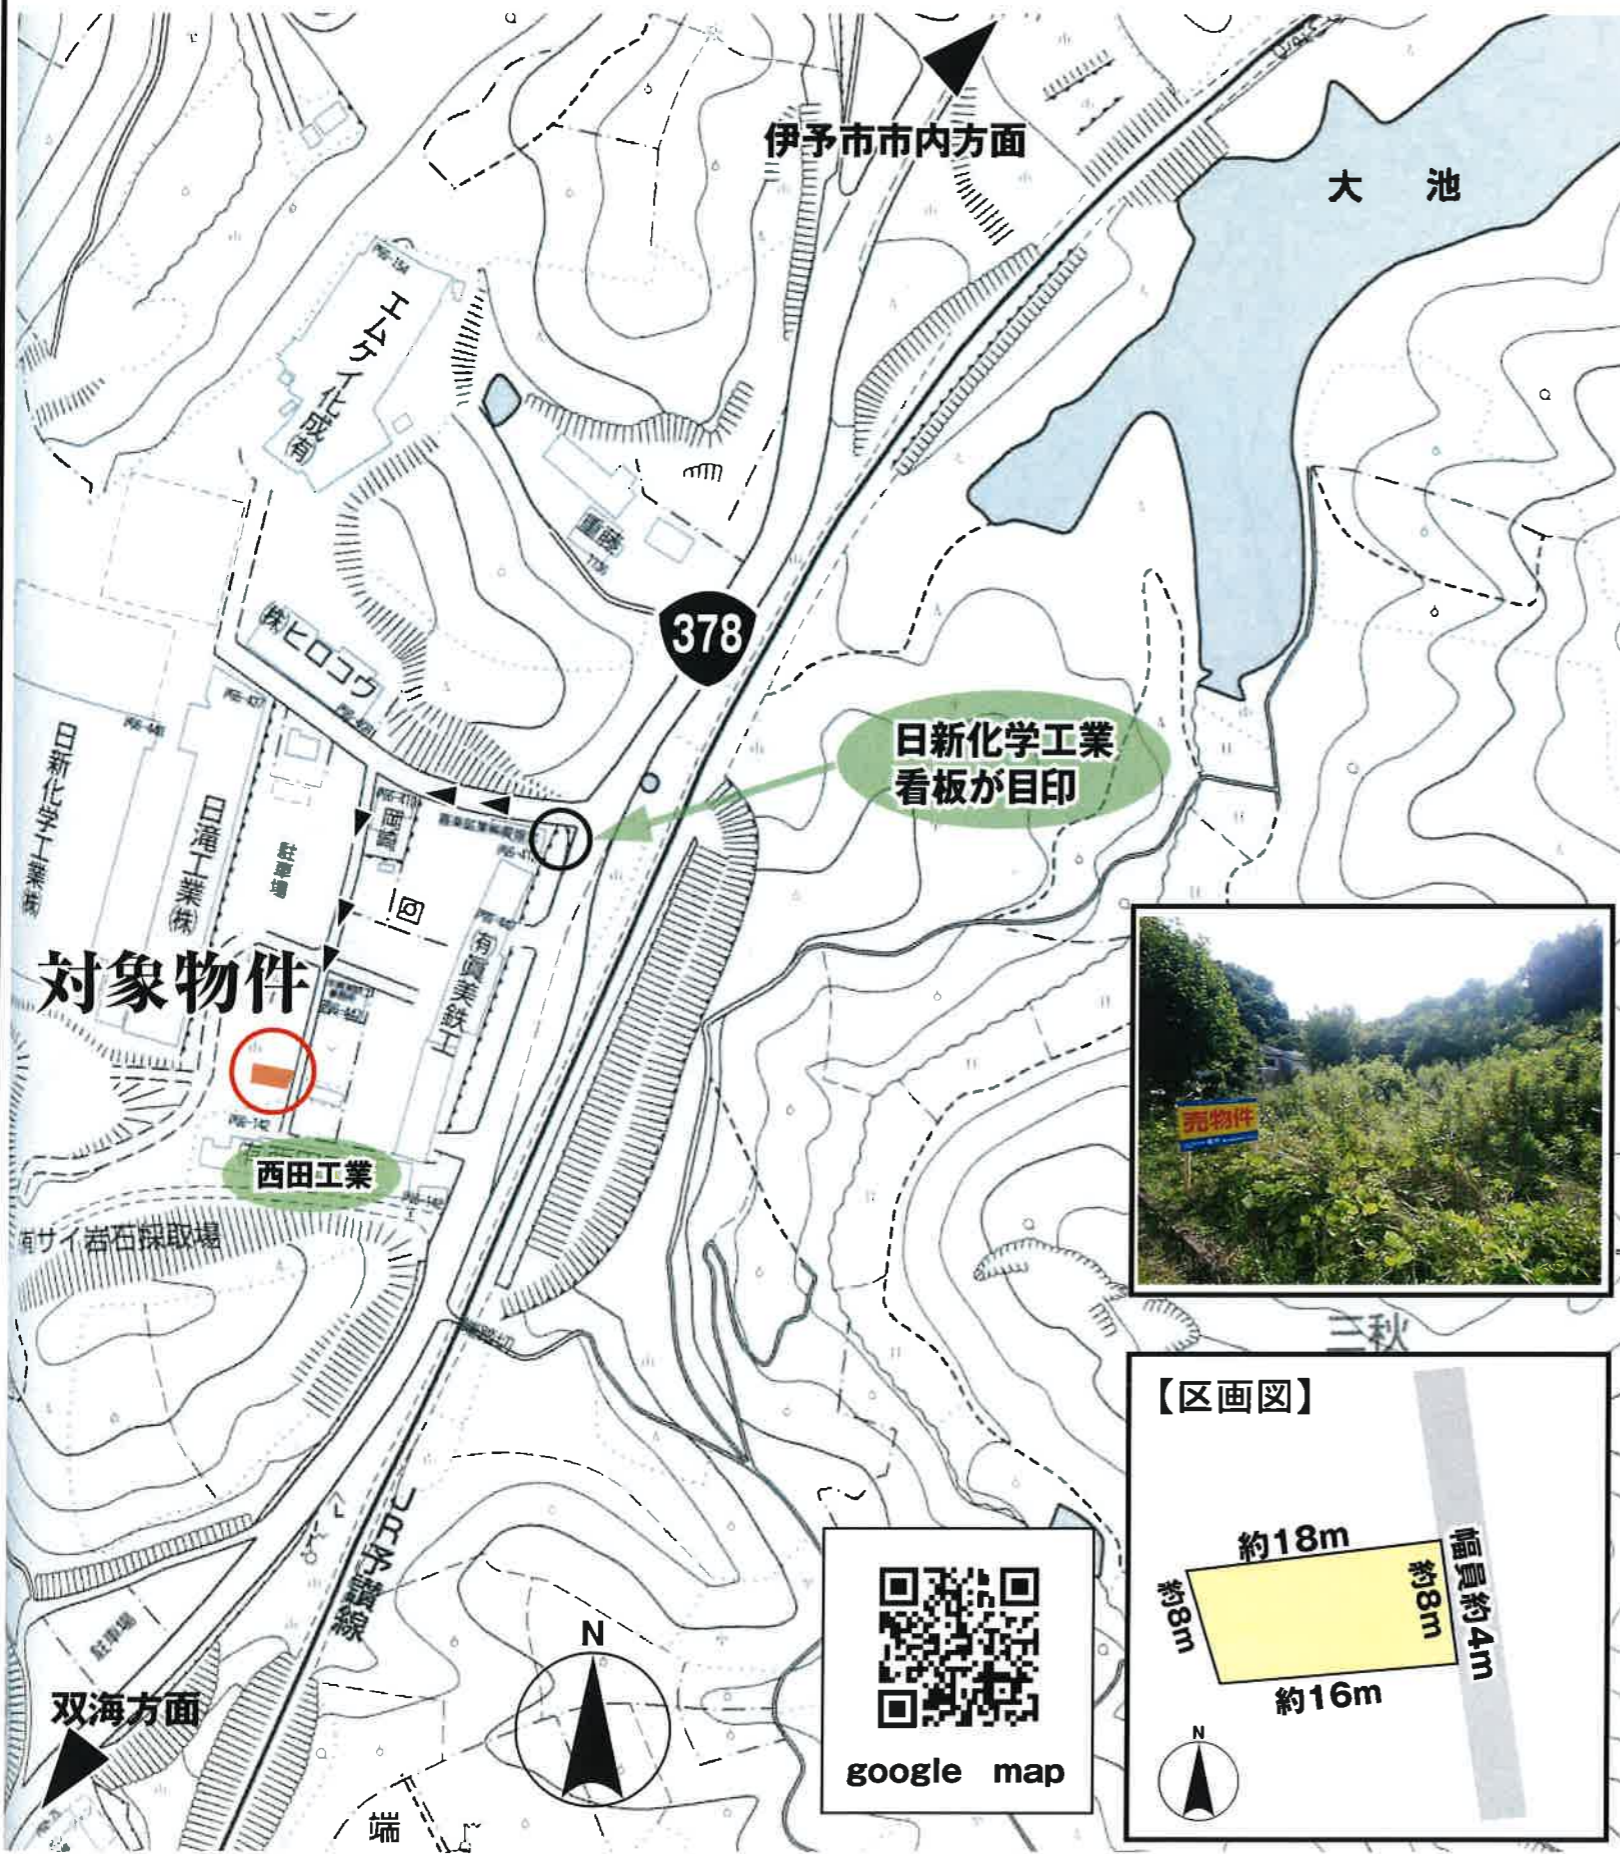 伊予市市内方面
大 池
エムケイ化成㈲
重藤
378
㈱ヒロコウ
日新化学工業
看板が目印
日新化学工業㈱
日滝工業㈱
駐車場
岡崎
㈲眞美鉄工
対象物件
西田工業
㈲サイ岩石採取場
売物件
三秋
【区画図】
約18m
約8m
約8m
幅員約4m
約16m
N
JR予讃線
駐車場
双海方面
N
google map
端